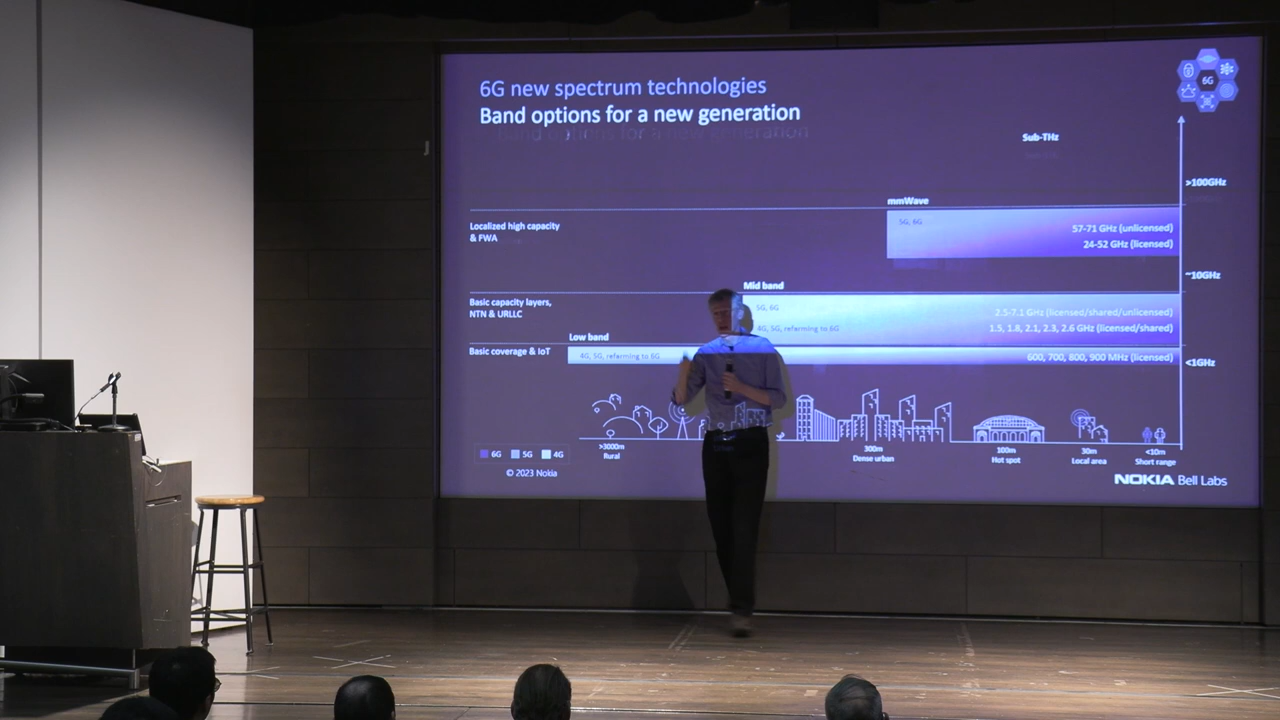 6G new spectrum technologies
Band options for a new generation
6G
Sub-THz
>100GHz
mmWave
Localized high capacity
& FWA
5G, 6G
57-71 GHz (unlicensed)
24-52 GHz (licensed)
~10GHz
Mid band
Basic capacity layers,
NTN & URLLC
5G, 6G
2.5-7.1 GHz (licensed/shared/unlicensed)
4G, 5G, refarming to 6G
1.5, 1.8, 2.1, 2.3, 2.6 GHz (licensed/shared)
Low band
Basic coverage & IoT
4G, 5G, refarming to 6G
600, 700, 800, 900 MHz (licensed)
<1GHz
>3000m
Rural
300m
Dense urban
100m
Hot spot
30m
Local area
<10m
Short range
6G 5G 4G
© 2023 Nokia
NOKIA Bell Labs